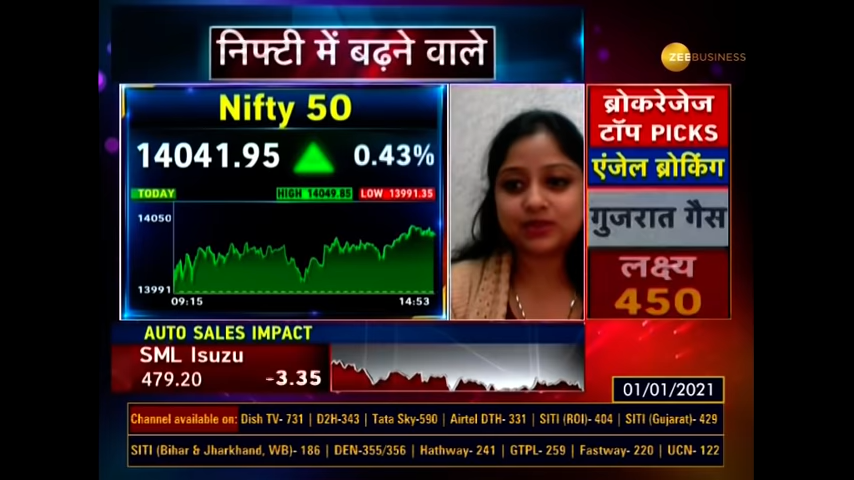 निफ्टी में बढ़ने वाले
ZEE BUSINESS
Nifty 50
14041.95 0.43%
TODAY HIGH 14049.85 LOW 13991.35
14050
13991
09:15 14:53
ब्रोकरेजेज
टॉप PICKS
एंजेल ब्रोकिंग
गुजरात गैस
लक्ष्य
450
AUTO SALES IMPACT
SML Isuzu
479.20 -3.35
01/01/2021
Channel available on: Dish TV- 731 | D2H-343 | Tata Sky-590 | Airtel DTH- 331 | SITI (ROI)- 404 | SITI (Gujarat)- 429
SITI (Bihar & Jharkhand, WB)- 186 | DEN-355/356 | Hathway- 241 | GTPL- 259 | Fastway- 220 | UCN- 122